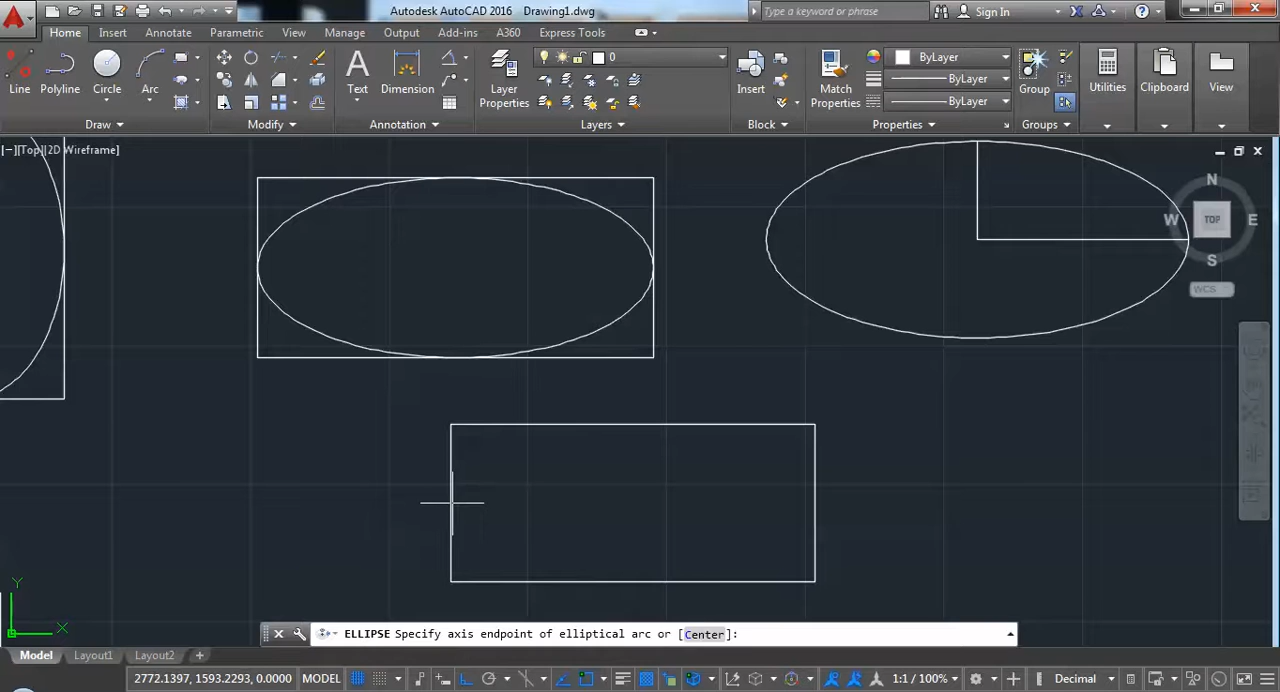 Autodesk AutoCAD 2016 Drawing1.dwg
Type a keyword or phrase
Sign In
Home Insert Annotate Parametric View Manage Output Add-ins A360 Express Tools
Line Polyline Circle Arc
Text Dimension
Layer Properties
0
Insert
Match Properties
ByLayer
ByLayer
ByLayer
Group
Utilities
Clipboard
View
Draw Modify Annotation Layers Block Properties Groups
[−][Top][2D Wireframe]
N
W TOP E
S
WCS
Y
X
ELLIPSE Specify axis endpoint of elliptical arc or [Center]:
Model Layout1 Layout2 +
2772.1397, 1593.2293, 0.0000 MODEL 1:1 / 100% Decimal